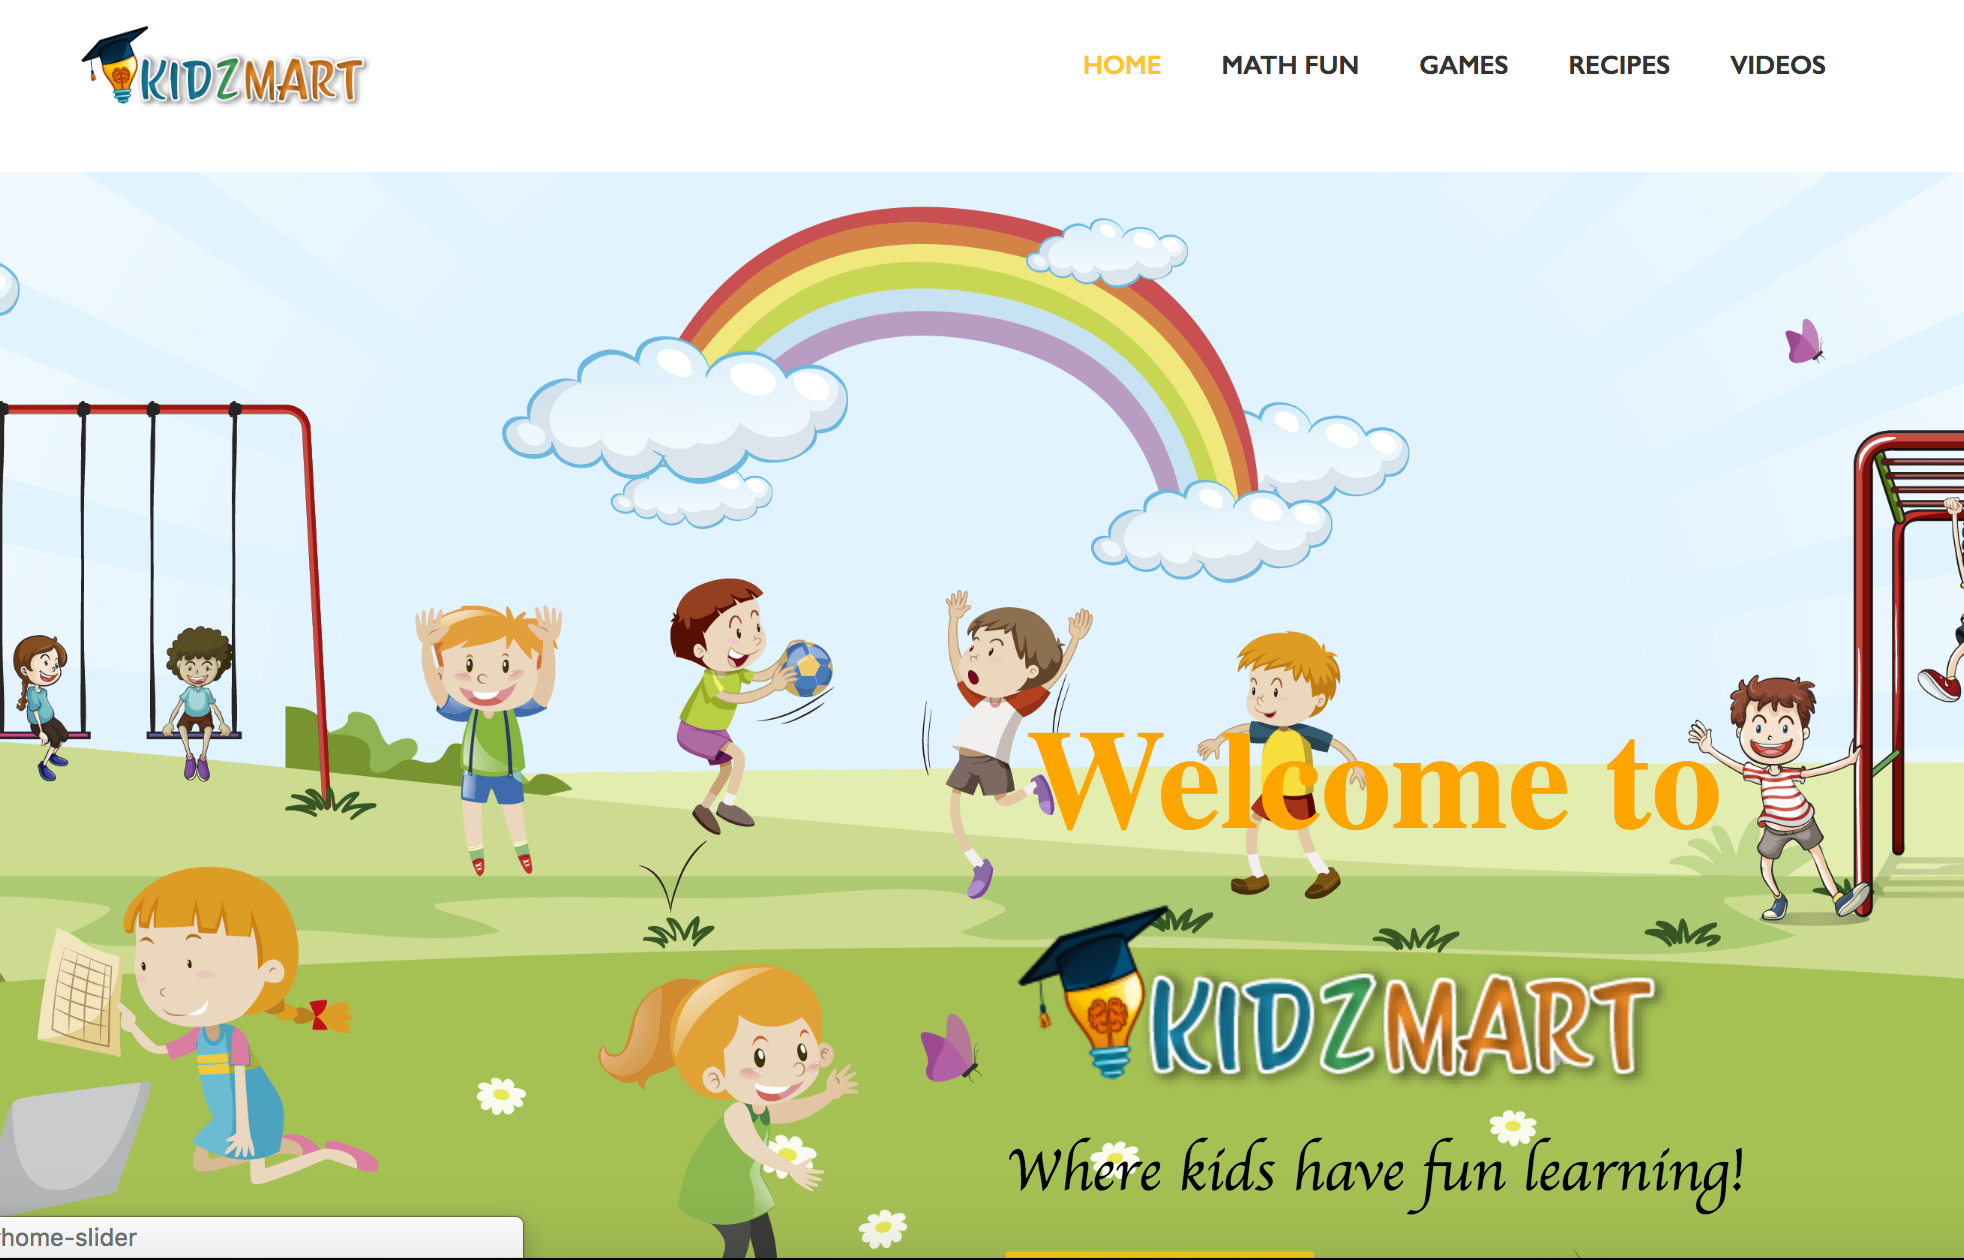 KIDZMART
HOME MATH FUN GAMES RECIPES VIDEOS
Welcome to
KIDZMART
Where kids have fun learning!
home-slider